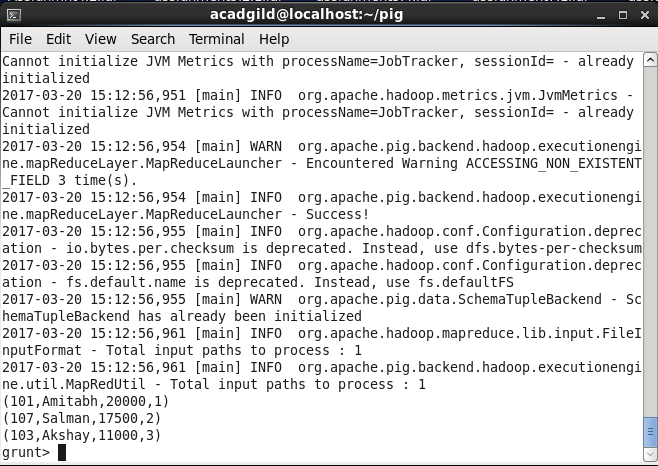 acadgild@localhost:~/pig
File Edit View Search Terminal Help
Cannot initialize JVM Metrics with processName=JobTracker, sessionId= - already
initialized
2017-03-20 15:12:56,951 [main] INFO  org.apache.hadoop.metrics.jvm.JvmMetrics -
Cannot initialize JVM Metrics with processName=JobTracker, sessionId= - already
initialized
2017-03-20 15:12:56,954 [main] WARN  org.apache.pig.backend.hadoop.executionengi
ne.mapReduceLayer.MapReduceLauncher - Encountered Warning ACCESSING_NON_EXISTENT
_FIELD 3 time(s).
2017-03-20 15:12:56,954 [main] INFO  org.apache.pig.backend.hadoop.executionengi
ne.mapReduceLayer.MapReduceLauncher - Success!
2017-03-20 15:12:56,955 [main] INFO  org.apache.hadoop.conf.Configuration.deprec
ation - io.bytes.per.checksum is deprecated. Instead, use dfs.bytes-per-checksum
2017-03-20 15:12:56,955 [main] INFO  org.apache.hadoop.conf.Configuration.deprec
ation - fs.default.name is deprecated. Instead, use fs.defaultFS
2017-03-20 15:12:56,955 [main] WARN  org.apache.pig.data.SchemaTupleBackend - Sc
hemaTupleBackend has already been initialized
2017-03-20 15:12:56,961 [main] INFO  org.apache.hadoop.mapreduce.lib.input.FileI
nputFormat - Total input paths to process : 1
2017-03-20 15:12:56,961 [main] INFO  org.apache.pig.backend.hadoop.executionengi
ne.util.MapRedUtil - Total input paths to process : 1
(101,Amitabh,20000,1)
(107,Salman,17500,2)
(103,Akshay,11000,3)
grunt>